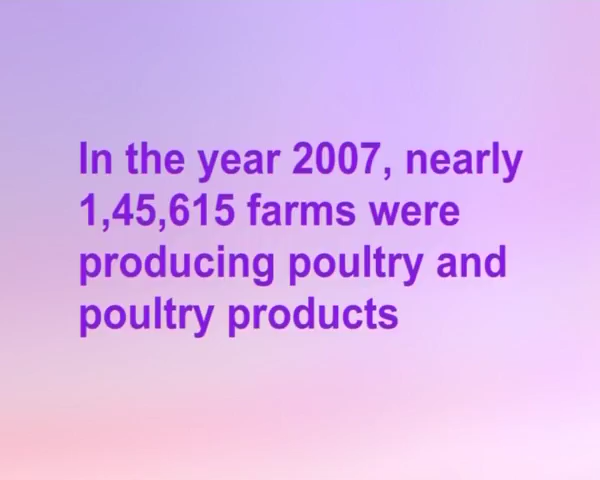 In the year 2007, nearly
1,45,615 farms were
producing poultry and
poultry products